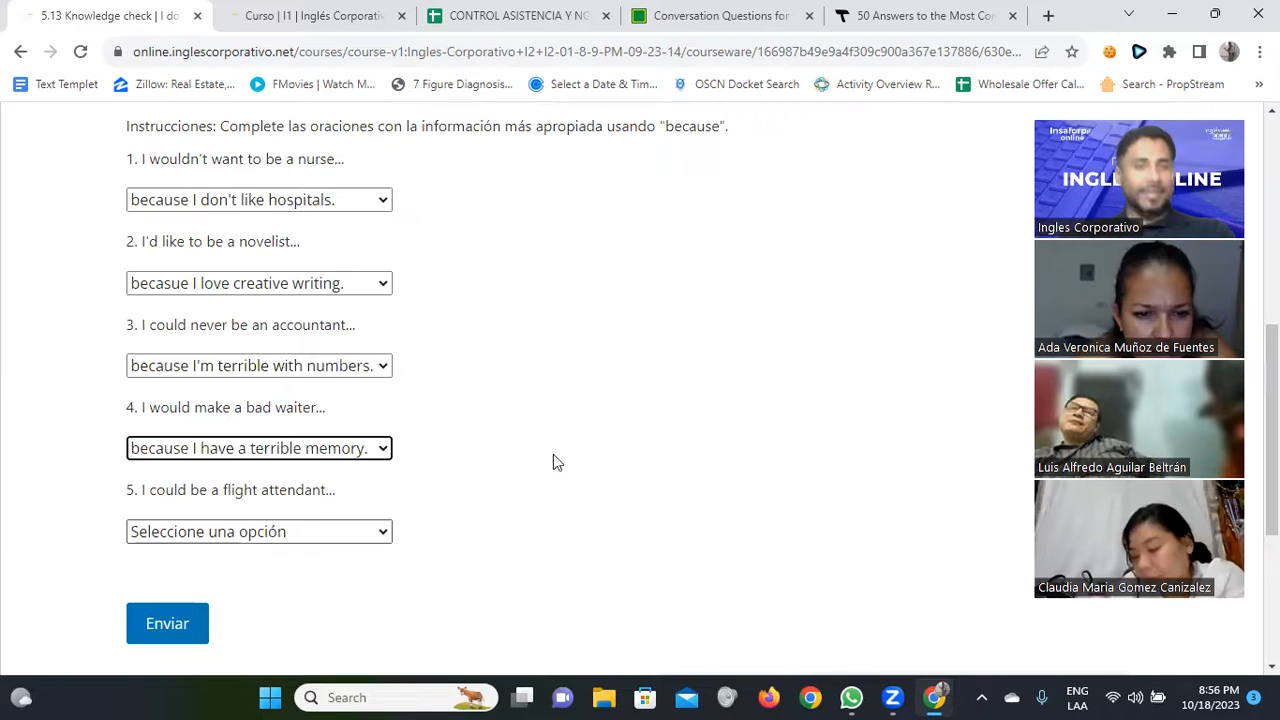 5.13 Knowledge check | I do
Curso | I1 | Inglés Corporativ
CONTROL ASISTENCIA Y NO
Conversation Questions for
50 Answers to the Most Con
online.inglescorporativo.net/courses/course-v1:Ingles-Corporativo+I2+I2-01-8-9-PM-09-23-14/courseware/166987b49e9a4f309c900a367e137886/630e...
Text Templet
Zillow: Real Estate,...
FMovies | Watch M...
7 Figure Diagnosis...
Select a Date & Tim...
OSCN Docket Search
Activity Overview R...
Wholesale Offer Cal...
Search - PropStream
»
Instrucciones: Complete las oraciones con la información más apropiada usando "because".
1. I wouldn't want to be a nurse...
because I don't like hospitals.
2. I'd like to be a novelist...
becasue I love creative writing.
3. I could never be an accountant...
because I'm terrible with numbers.
4. I would make a bad waiter...
because I have a terrible memory.
5. I could be a flight attendant...
Seleccione una opción
Enviar
Insaforp
online
INGL LINE
Ingles Corporativo
Ada Veronica Muñoz de Fuentes
Luis Alfredo Aguilar Beltrán
Claudia Maria Gomez Canizalez
Search
ENG
LAA
8:56 PM
10/18/2023
3